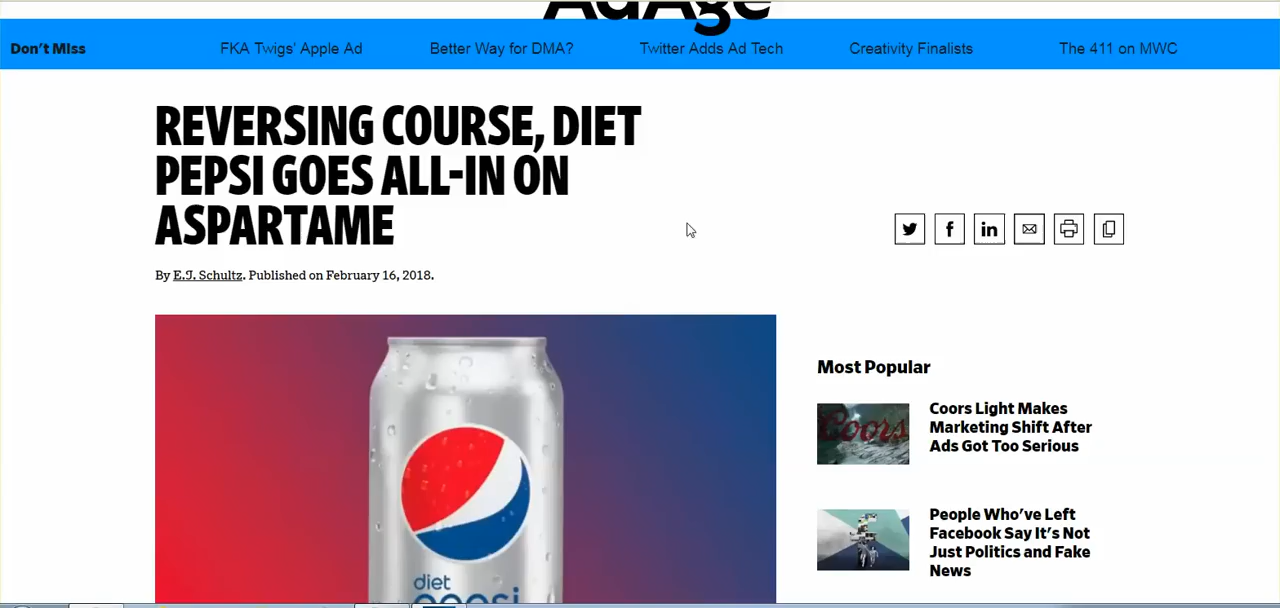 AdAge
Don't Miss
FKA Twigs' Apple Ad
Better Way for DMA?
Twitter Adds Ad Tech
Creativity Finalists
The 411 on MWC
REVERSING COURSE, DIET
PEPSI GOES ALL-IN ON
ASPARTAME
By E.J. Schultz. Published on February 16, 2018.
diet
pepsi
Most Popular
Coors
Coors Light Makes
Marketing Shift After
Ads Got Too Serious
People Who've Left
Facebook Say It's Not
Just Politics and Fake
News